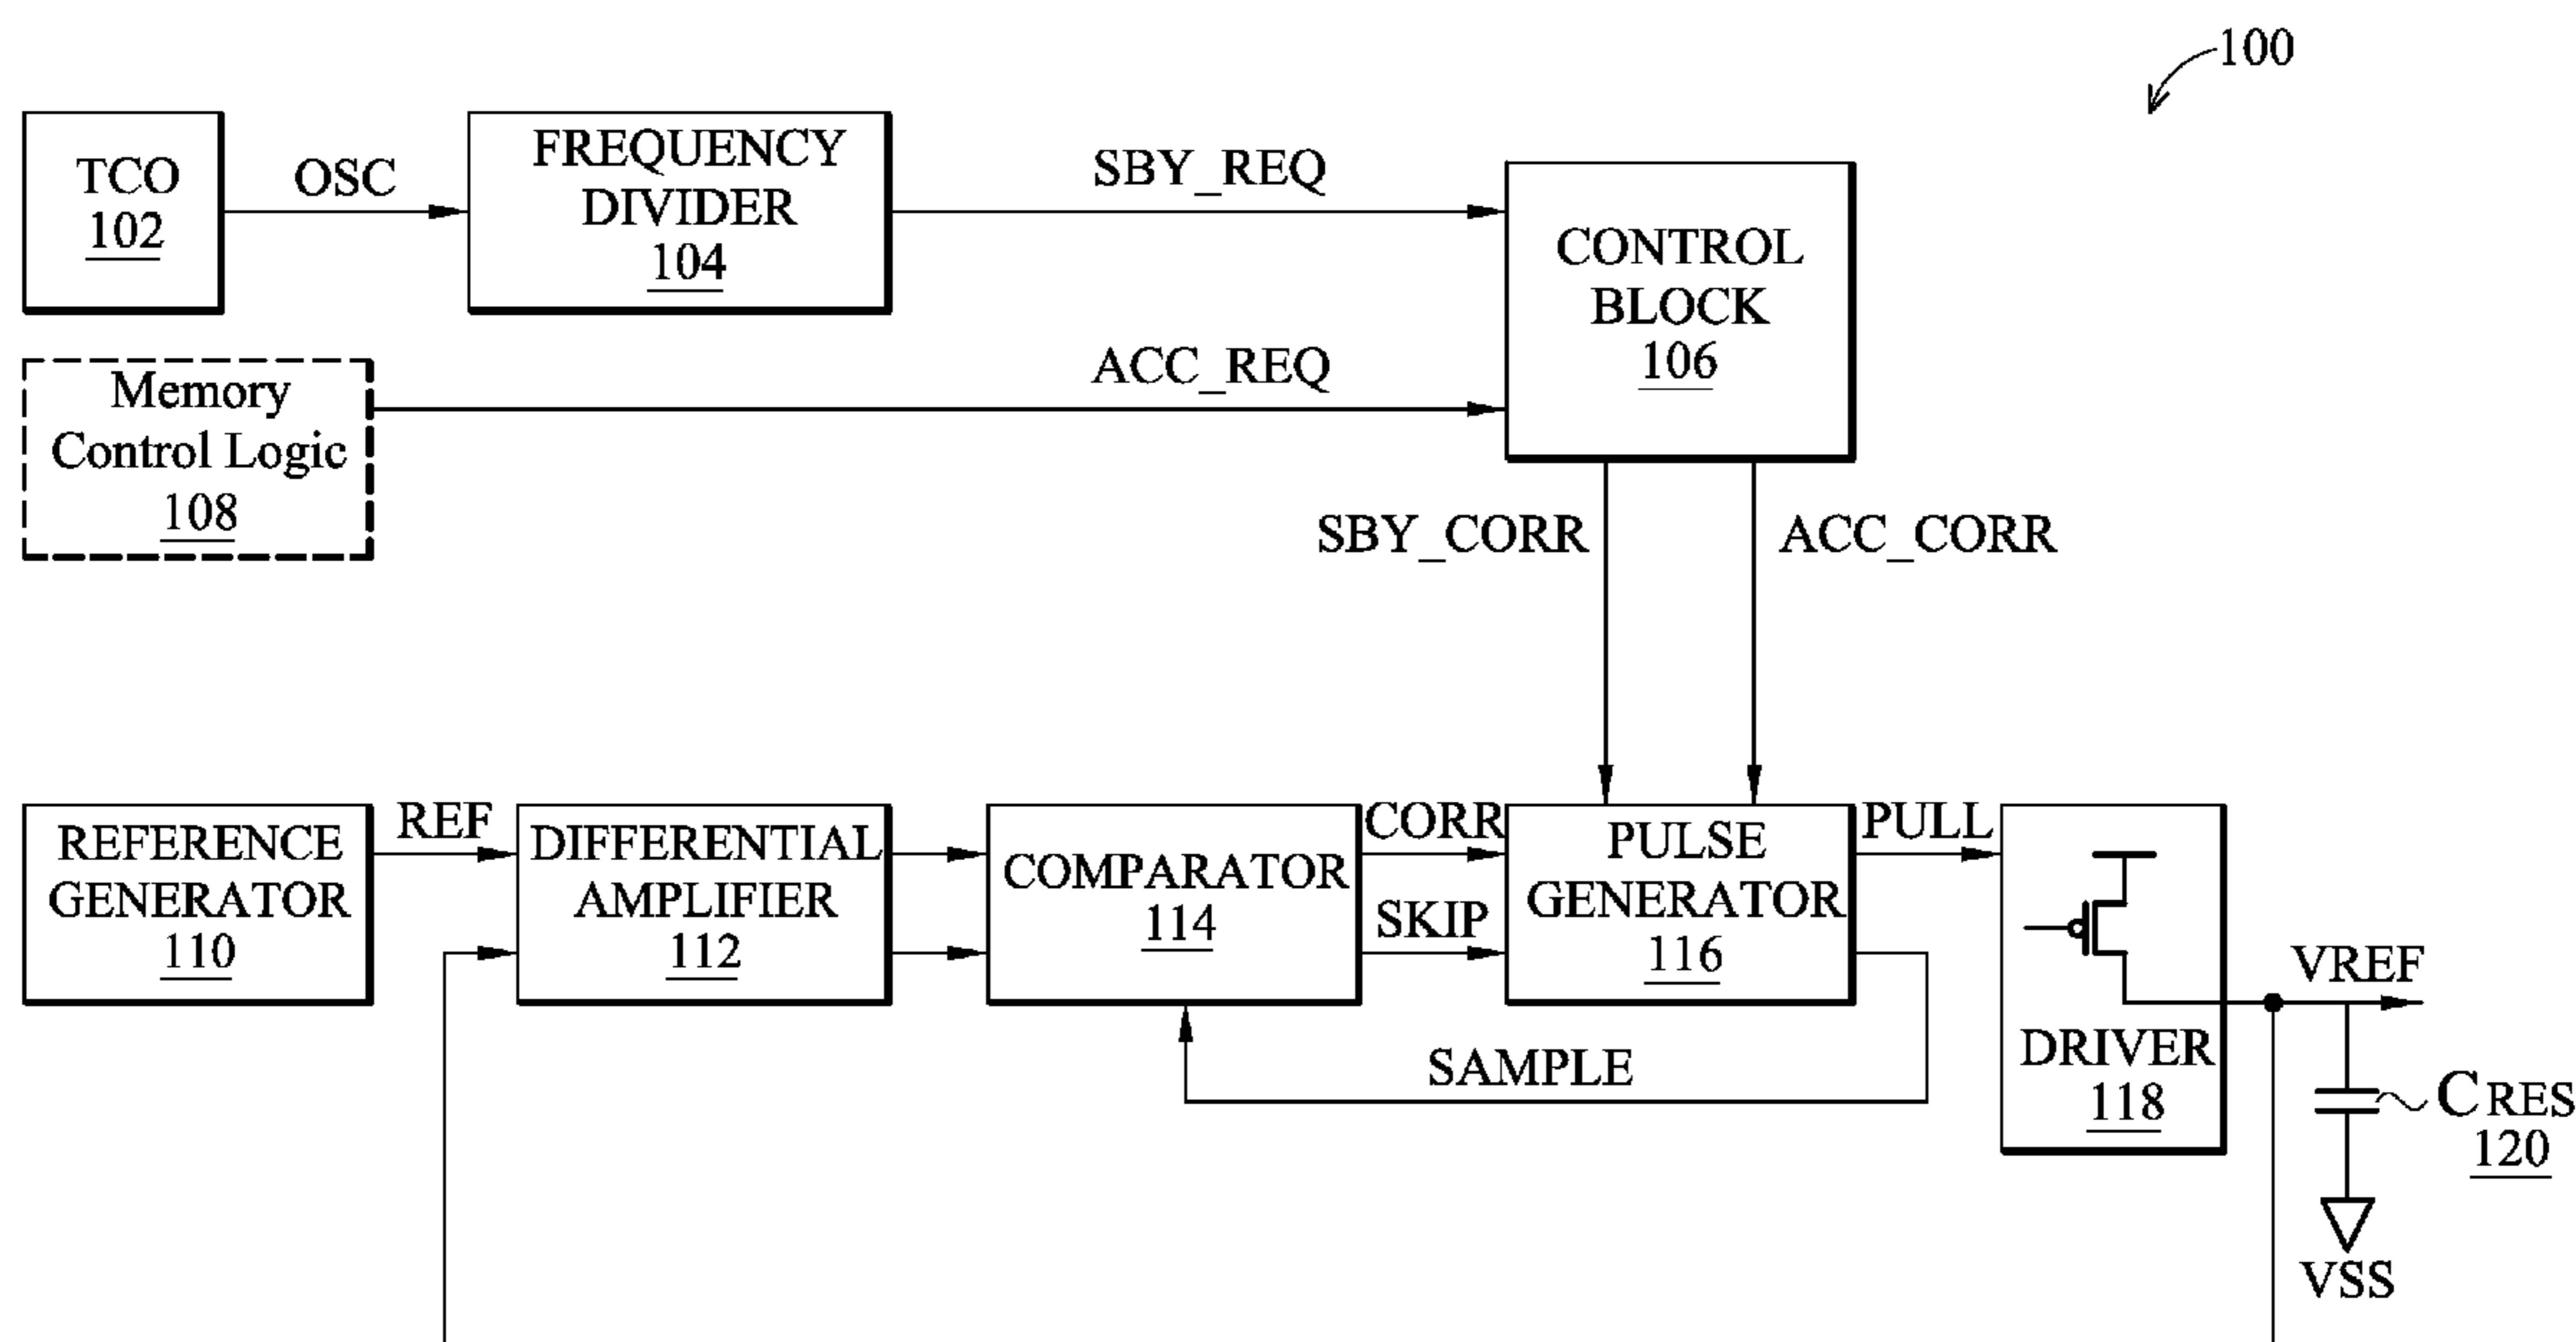 100
TCO
102
OSC
FREQUENCY
DIVIDER
104
SBY_REQ
CONTROL
BLOCK
106
Memory
Control Logic
108
ACC_REQ
SBY_CORR
ACC_CORR
REFERENCE
GENERATOR
110
REF
DIFFERENTIAL
AMPLIFIER
112
COMPARATOR
114
CORR
SKIP
PULSE
GENERATOR
116
PULL
SAMPLE
DRIVER
118
VREF
CRES
120
VSS